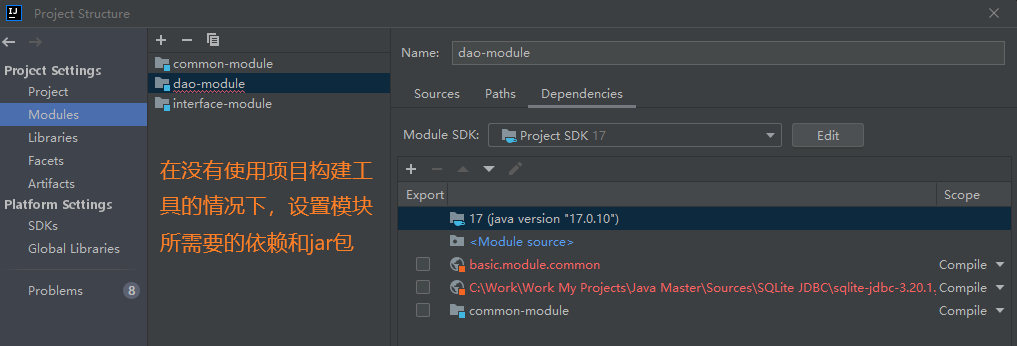 Project Structure
Project Settings
Project
Modules
Libraries
Facets
Artifacts
Platform Settings
SDKs
Global Libraries
Problems
8
common-module
dao-module
interface-module
在没有使用项目构建工
具的情况下，设置模块
所需要的依赖和jar包
Name:
dao-module
Sources
Paths
Dependencies
Module SDK:
Project SDK 17
Edit
Export
Scope
17 (java version "17.0.10")
<Module source>
basic.module.common
Compile
C:\Work\Work My Projects\Java Master\Sources\SQLite JDBC\sqlite-jdbc-3.20.1.
Compile
common-module
Compile